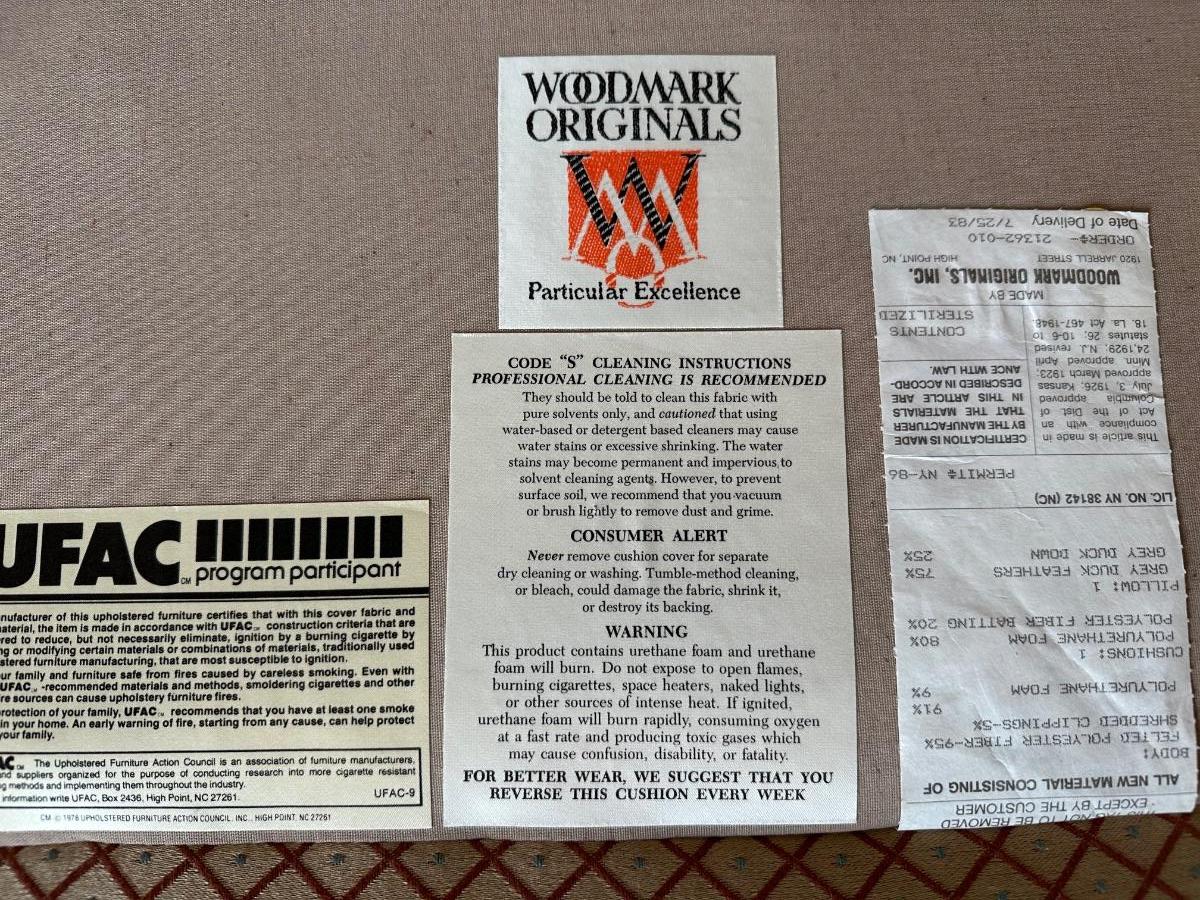 WOODMARK
ORIGINALS
Particular Excellence
CODE "S" CLEANING INSTRUCTIONS
PROFESSIONAL CLEANING IS RECOMMENDED
They should be told to clean this fabric with
pure solvents only, and cautioned that using
water-based or detergent based cleaners may cause
water stains or excessive shrinking. The water
stains may become permanent and impervious to
solvent cleaning agents. However, to prevent
surface soil, we recommend that you vacuum
or brush lightly to remove dust and grime.
CONSUMER ALERT
Never remove cushion cover for separate
dry cleaning or washing. Tumble-method cleaning,
or bleach, could damage the fabric, shrink it,
or destroy its backing.
WARNING
This product contains urethane foam and urethane
foam will burn. Do not expose to open flames,
burning cigarettes, space heaters, naked lights,
or other sources of intense heat. If ignited,
urethane foam will burn rapidly, consuming oxygen
at a fast rate and producing toxic gases which
may cause confusion, disability, or fatality.
FOR BETTER WEAR, WE SUGGEST THAT YOU
REVERSE THIS CUSHION EVERY WEEK
UFAC CM
program participant
nufacturer of this upholstered furniture certifies that with this cover fabric and
aterial, the item is made in accordance with UFAC CM construction criteria that are
red to reduce, but not necessarily eliminate, ignition by a burning cigarette by
ng or modifying certain materials or combinations of materials, traditionally used
stered furniture manufacturing, that are most susceptible to ignition.
ur family and furniture safe from fires caused by careless smoking. Even with
UFAC CM -recommended materials and methods, smoldering cigarettes and other
re sources can cause upholstery furniture fires.
protection of your family, UFAC CM recommends that you have at least one smoke
in your home. An early warning of fire, starting from any cause, can help protect
your family.
AC CM The Upholstered Furniture Action Council is an association of furniture manufacturers,
nd suppliers organized for the purpose of conducting research into more cigarette resistant
g methods and implementing them throughout the industry.
information write UFAC, Box 2436, High Point, NC 27261.
UFAC-9
CM © 1978 UPHOLSTERED FURNITURE ACTION COUNCIL, INC., HIGH POINT, NC 27261
THIS TAG NOT TO BE REMOVED
EXCEPT BY THE CUSTOMER
ALL NEW MATERIAL CONSISTING OF
BODY:
FELTED POLYESTER FIBER-95%
SHREDDED CLIPPINGS-5% 91%
POLYURETHANE FOAM 9%
CUSHIONS: 1
POLYURETHANE FOAM 80%
POLYESTER FIBER BATTING 20%
PILLOW: 1
GREY DUCK FEATHERS 75%
GREY DUCK DOWN 25%
LIC. NO. NY 38142 (NC)
PERMIT# NY-86
This article is made in
compliance with an
Act of the Dist. of
Columbia approved
July 3, 1926; Kansas
approved March 1923;
Minn. approved April
24,1929; N.J. revised
statutes 26; 10-6 to
18. La. Act 467-1948.
CERTIFICATION IS MADE
BY THE MANUFACTURER
THAT THE MATERIALS
IN THIS ARTICLE ARE
DESCRIBED IN ACCORD-
ANCE WITH LAW.
CONTENTS
STERILIZED
MADE BY
WOODMARK ORIGINALS, INC.
1920 JARRELL STREET HIGH POINT, NC
ORDER#- 21362-010
Date of Delivery 7/25/83